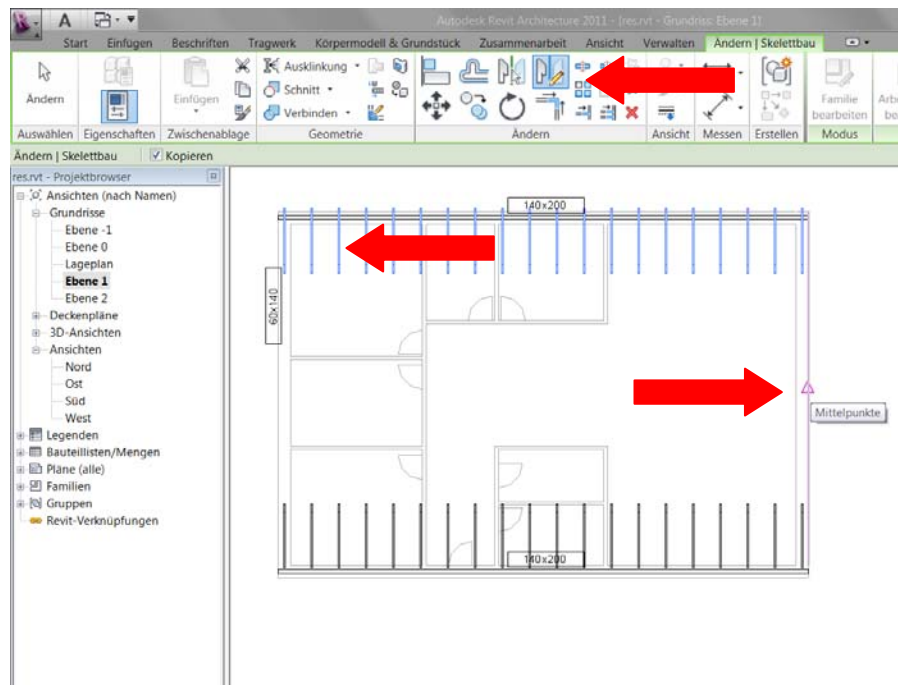 Autodesk Revit Architecture 2011 - [res.rvt - Grundriss: Ebene 1]
Start Einfügen Beschriften Tragwerk Körpermodell & Grundstück Zusammenarbeit Ansicht Verwalten Ändern | Skelettbau
Ausklinkung
Schnitt
Verbinden
Ändern
Einfügen
Familie
bearbeiten
Auswählen Eigenschaften Zwischenablage Geometrie Ändern Ansicht Messen Erstellen Modus
Ändern | Skelettbau Kopieren
res.rvt - Projektbrowser
Ansichten (nach Namen)
Grundrisse
Ebene -1
Ebene 0
Lageplan
Ebene 1
Ebene 2
Deckenpläne
3D-Ansichten
Ansichten
Nord
Ost
Süd
West
Legenden
Bauteillisten/Mengen
Pläne (alle)
Familien
Gruppen
Revit-Verknüpfungen
140x200
60x140
Mittelpunkte
140x200